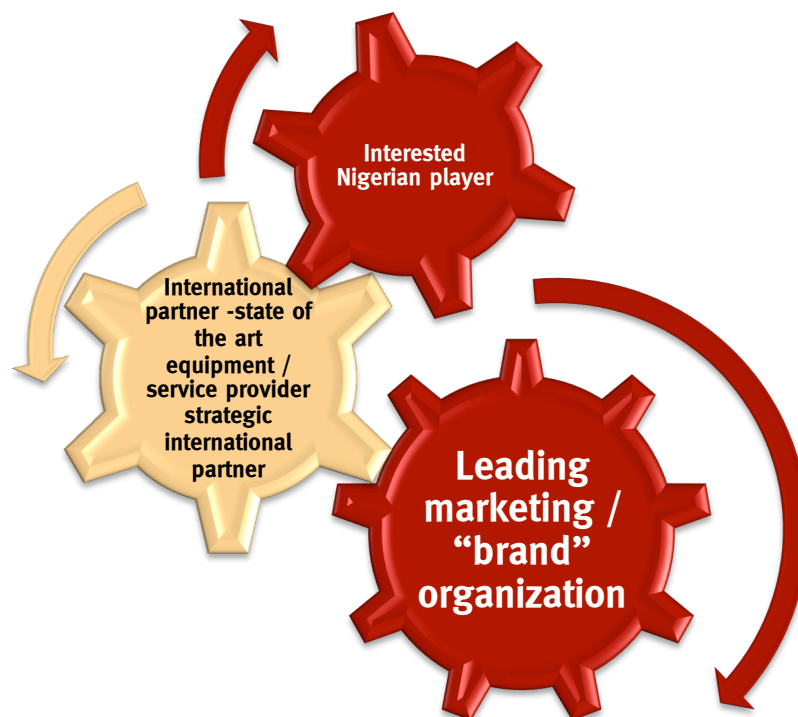 Interested
Nigerian player
International
partner -state of
the art
equipment /
service provider
strategic
international
partner
Leading
marketing /
“brand”
organization